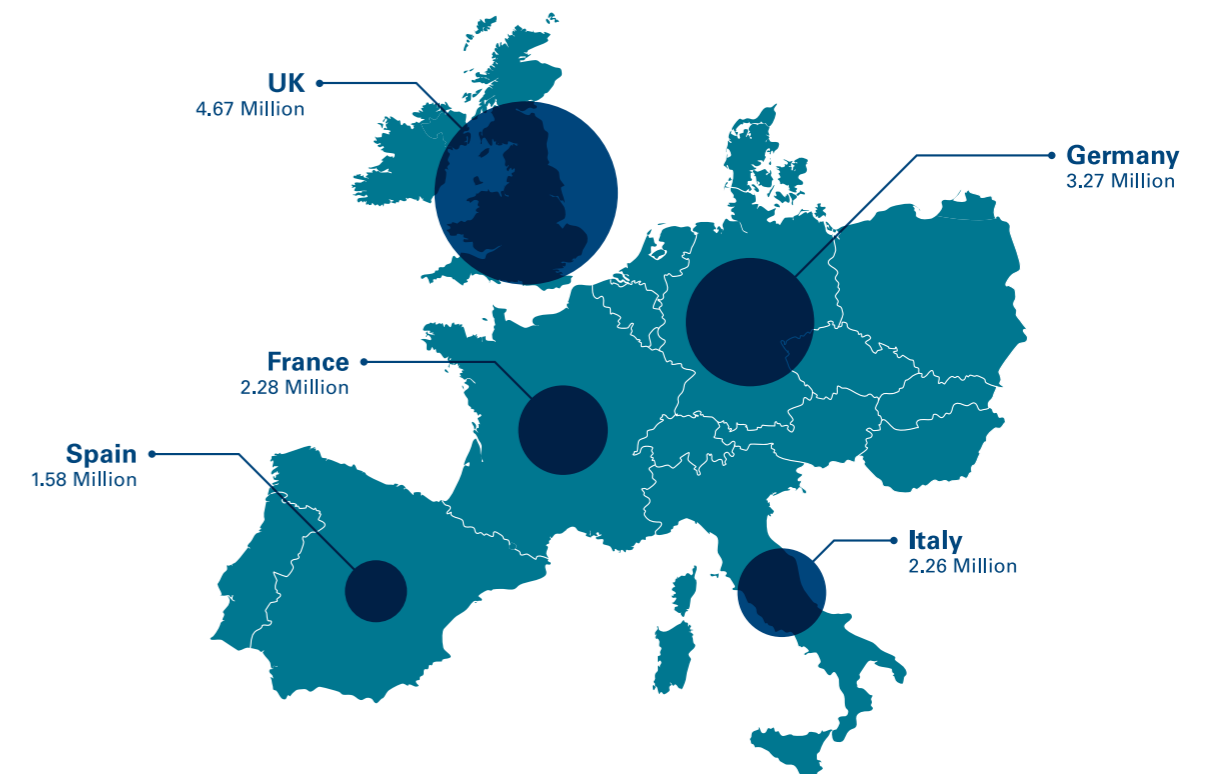 UK
4.67 Million
Germany
3.27 Million
France
2.28 Million
Spain
1.58 Million
Italy
2.26 Million